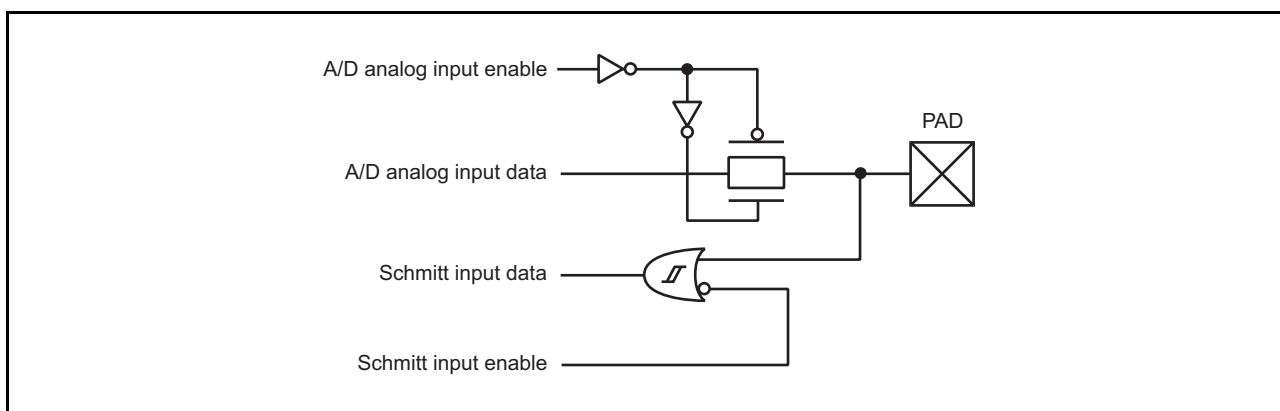 A/D analog input enable
PAD
A/D analog input data
Schmitt input data
Schmitt input enable